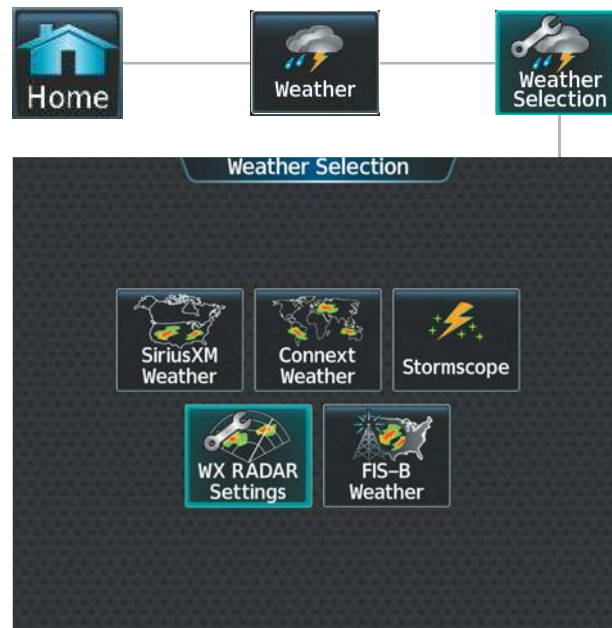 Home
Weather
Weather
Selection
Weather Selection
SiriusXM
Weather
Connext
Weather
Stormscope
WX RADAR
Settings
FIS-B
Weather